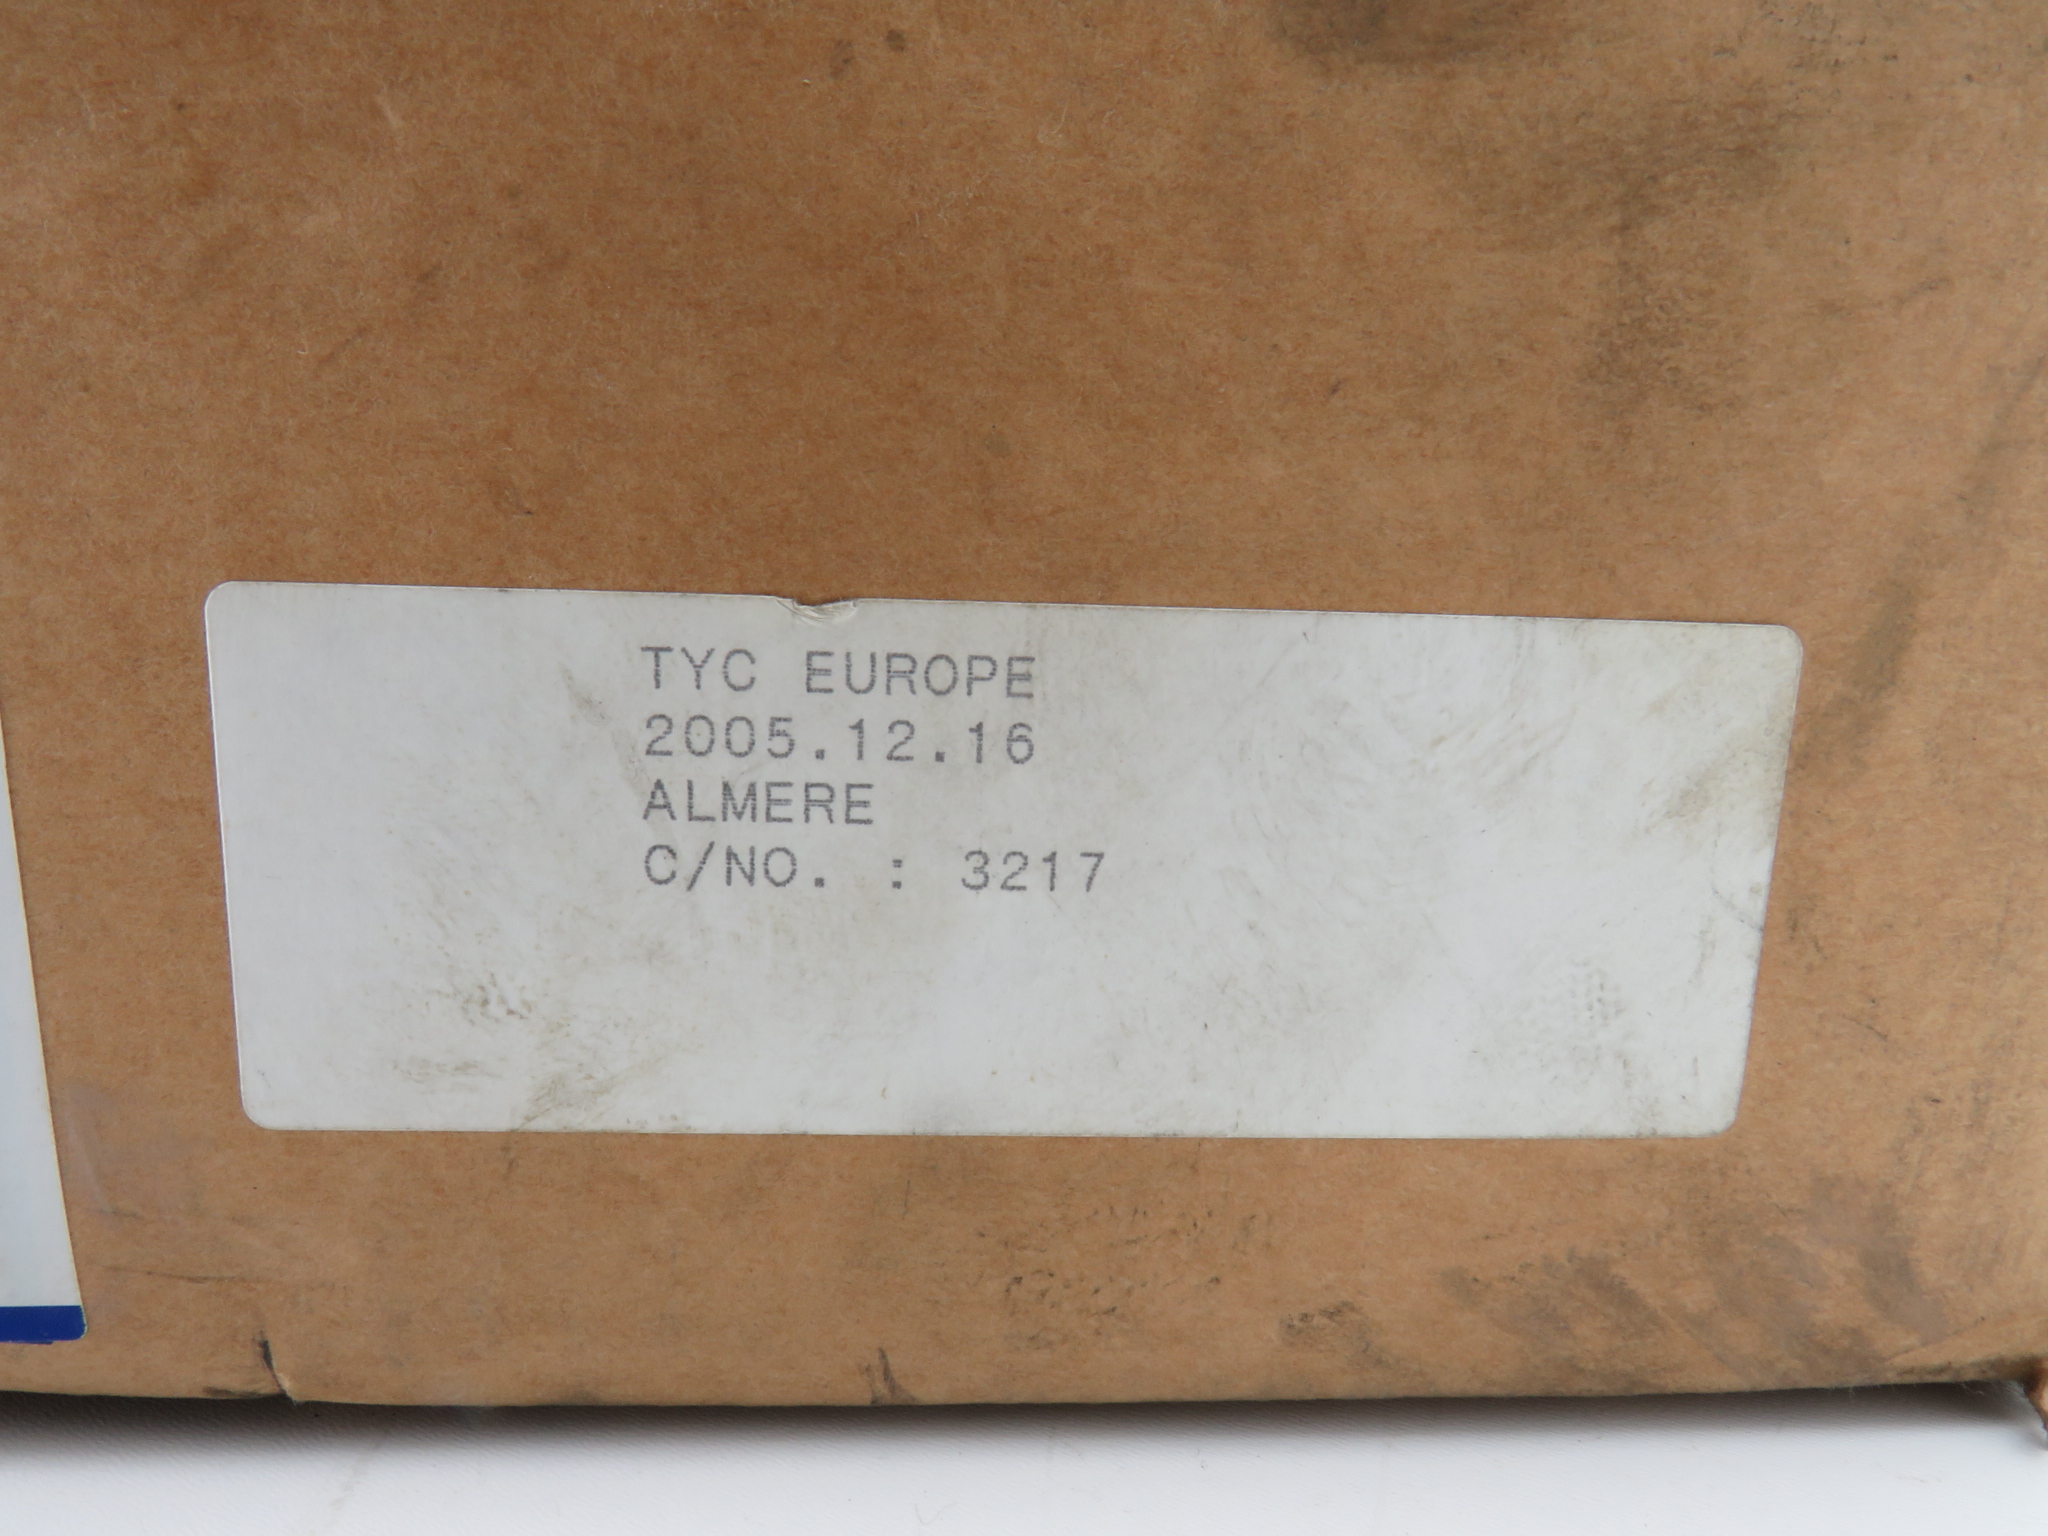 TYC EUROPE
2005.12.16
ALMERE
C/NO. : 3217